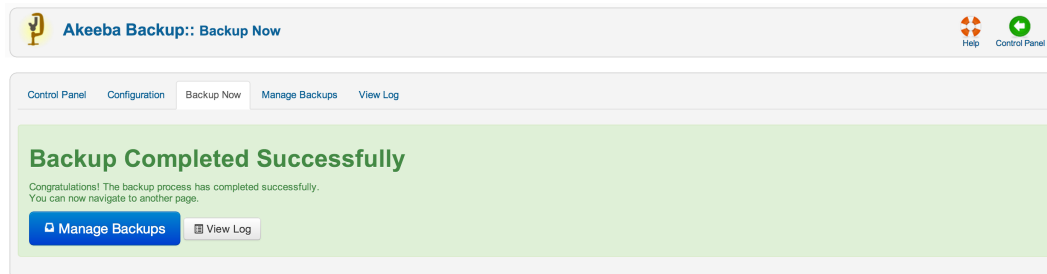 Akeeba Backup:: Backup Now
Help
Control Panel
Control Panel
Configuration
Backup Now
Manage Backups
View Log
Backup Completed Successfully
Congratulations! The backup process has completed successfully.
You can now navigate to another page.
Manage Backups
View Log